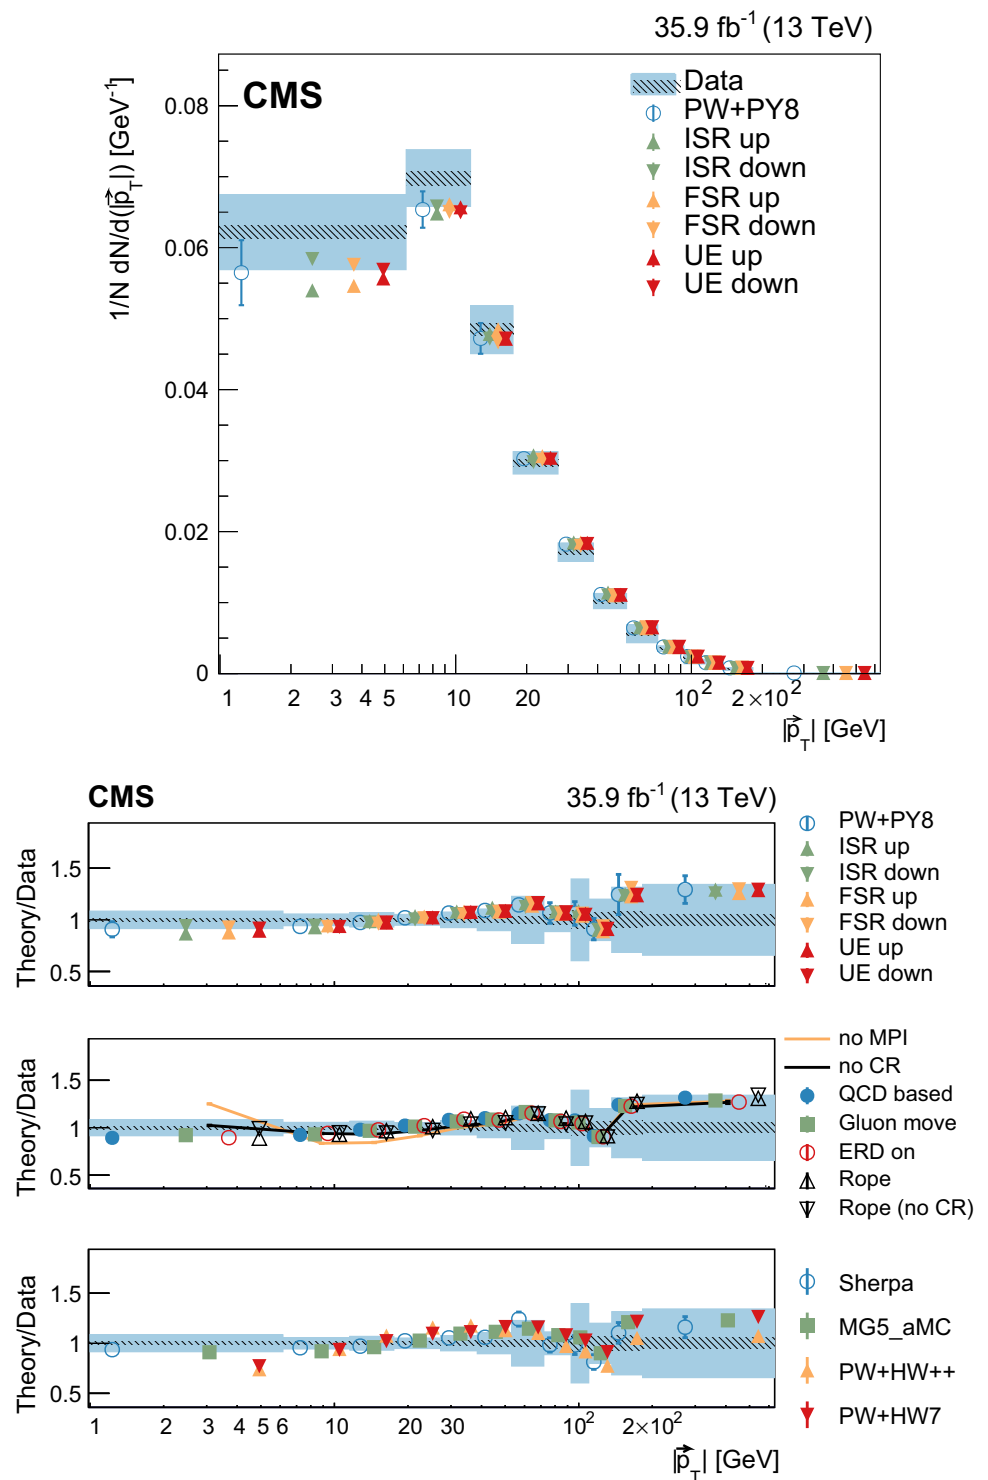 35.9 fb⁻¹ (13 TeV)
CMS
1/N dN/d(|p⃗_T|) [GeV⁻¹]
0.08
0.06
0.04
0.02
0
Data
PW+PY8
ISR up
ISR down
FSR up
FSR down
UE up
UE down
1 2 3 4 5 10 20 10² 2×10²
|p⃗_T| [GeV]
CMS 35.9 fb⁻¹ (13 TeV)
Theory/Data
1.5
1
0.5
PW+PY8
ISR up
ISR down
FSR up
FSR down
UE up
UE down
Theory/Data
1.5
1
0.5
no MPI
no CR
QCD based
Gluon move
ERD on
Rope
Rope (no CR)
Theory/Data
1.5
1
0.5
Sherpa
MG5_aMC
PW+HW++
PW+HW7
1 2 3 4 5 6 10 20 30 10² 2×10²
|p⃗_T| [GeV]